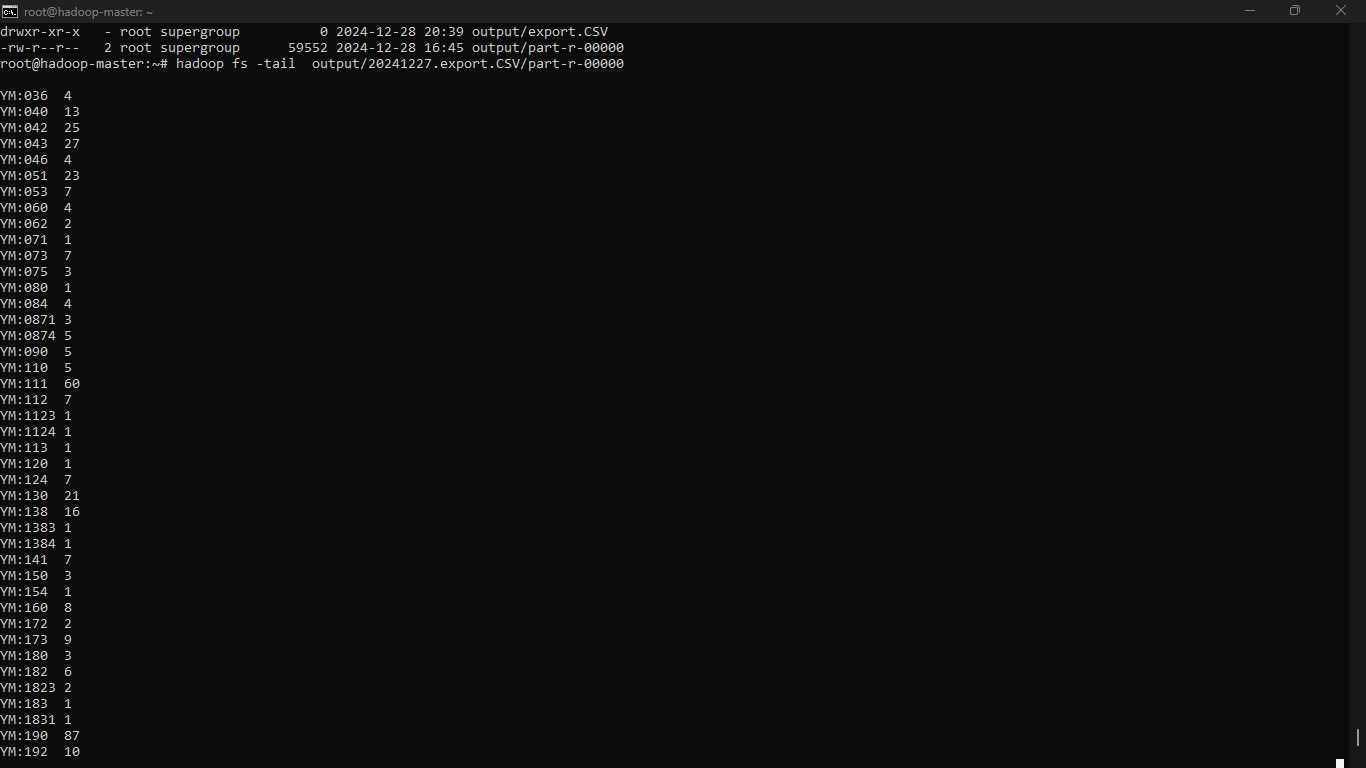 root@hadoop-master: ~
drwxr-xr-x   - root supergroup          0 2024-12-28 20:39 output/export.CSV
-rw-r--r--   2 root supergroup      59552 2024-12-28 16:45 output/part-r-00000
root@hadoop-master:~# hadoop fs -tail  output/20241227.export.CSV/part-r-00000
YM:036  4
YM:040  13
YM:042  25
YM:043  27
YM:046  4
YM:051  23
YM:053  7
YM:060  4
YM:062  2
YM:071  1
YM:073  7
YM:075  3
YM:080  1
YM:084  4
YM:0871 3
YM:0874 5
YM:090  5
YM:110  5
YM:111  60
YM:112  7
YM:1123 1
YM:1124 1
YM:113  1
YM:120  1
YM:124  7
YM:130  21
YM:138  16
YM:1383 1
YM:1384 1
YM:141  7
YM:150  3
YM:154  1
YM:160  8
YM:172  2
YM:173  9
YM:180  3
YM:182  6
YM:1823 2
YM:183  1
YM:1831 1
YM:190  87
YM:192  10